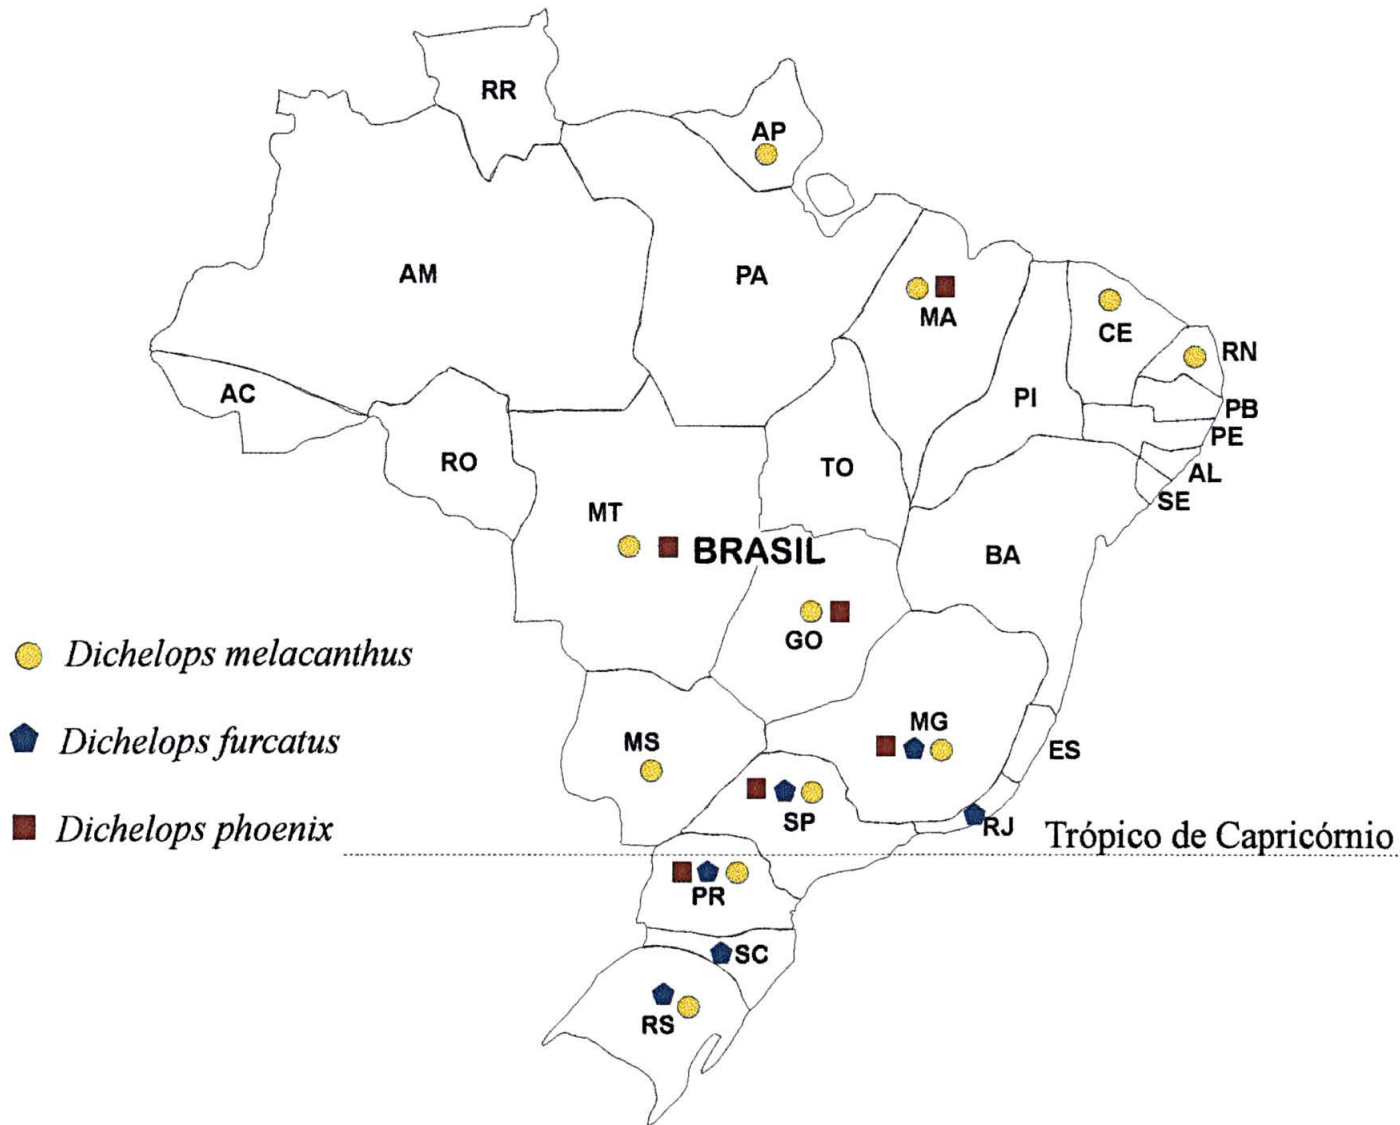 RR
AP
AM
PA
MA
CE
RN
AC
PI
PB
PE
RO
TO
AL
SE
MT
BRASIL
BA
GO
Dichelops melacanthus
Dichelops furcatus
MS
MG
ES
Dichelops phoenix
SP
RJ
Trópico de Capricórnio
PR
SC
RS